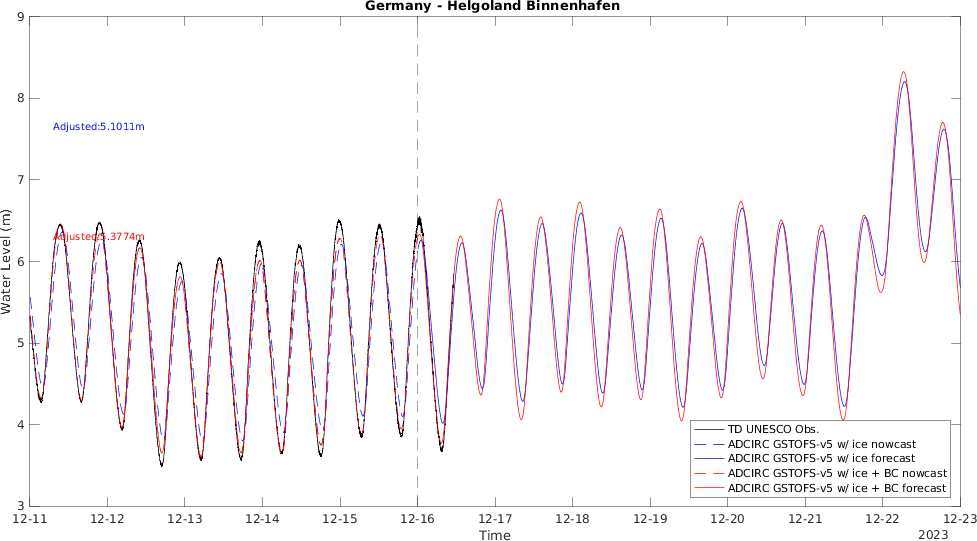 Germany - Helgoland Binnenhafen
9
8
7
6
5
4
3
Water Level (m)
Adjusted:5.1011m
Adjusted:5.3774m
TD UNESCO Obs.
ADCIRC GSTOFS-v5 w/ ice nowcast
ADCIRC GSTOFS-v5 w/ ice forecast
ADCIRC GSTOFS-v5 w/ ice + BC nowcast
ADCIRC GSTOFS-v5 w/ ice + BC forecast
12-11 12-12 12-13 12-14 12-15 12-16 12-17 12-18 12-19 12-20 12-21 12-22 12-23
Time
2023